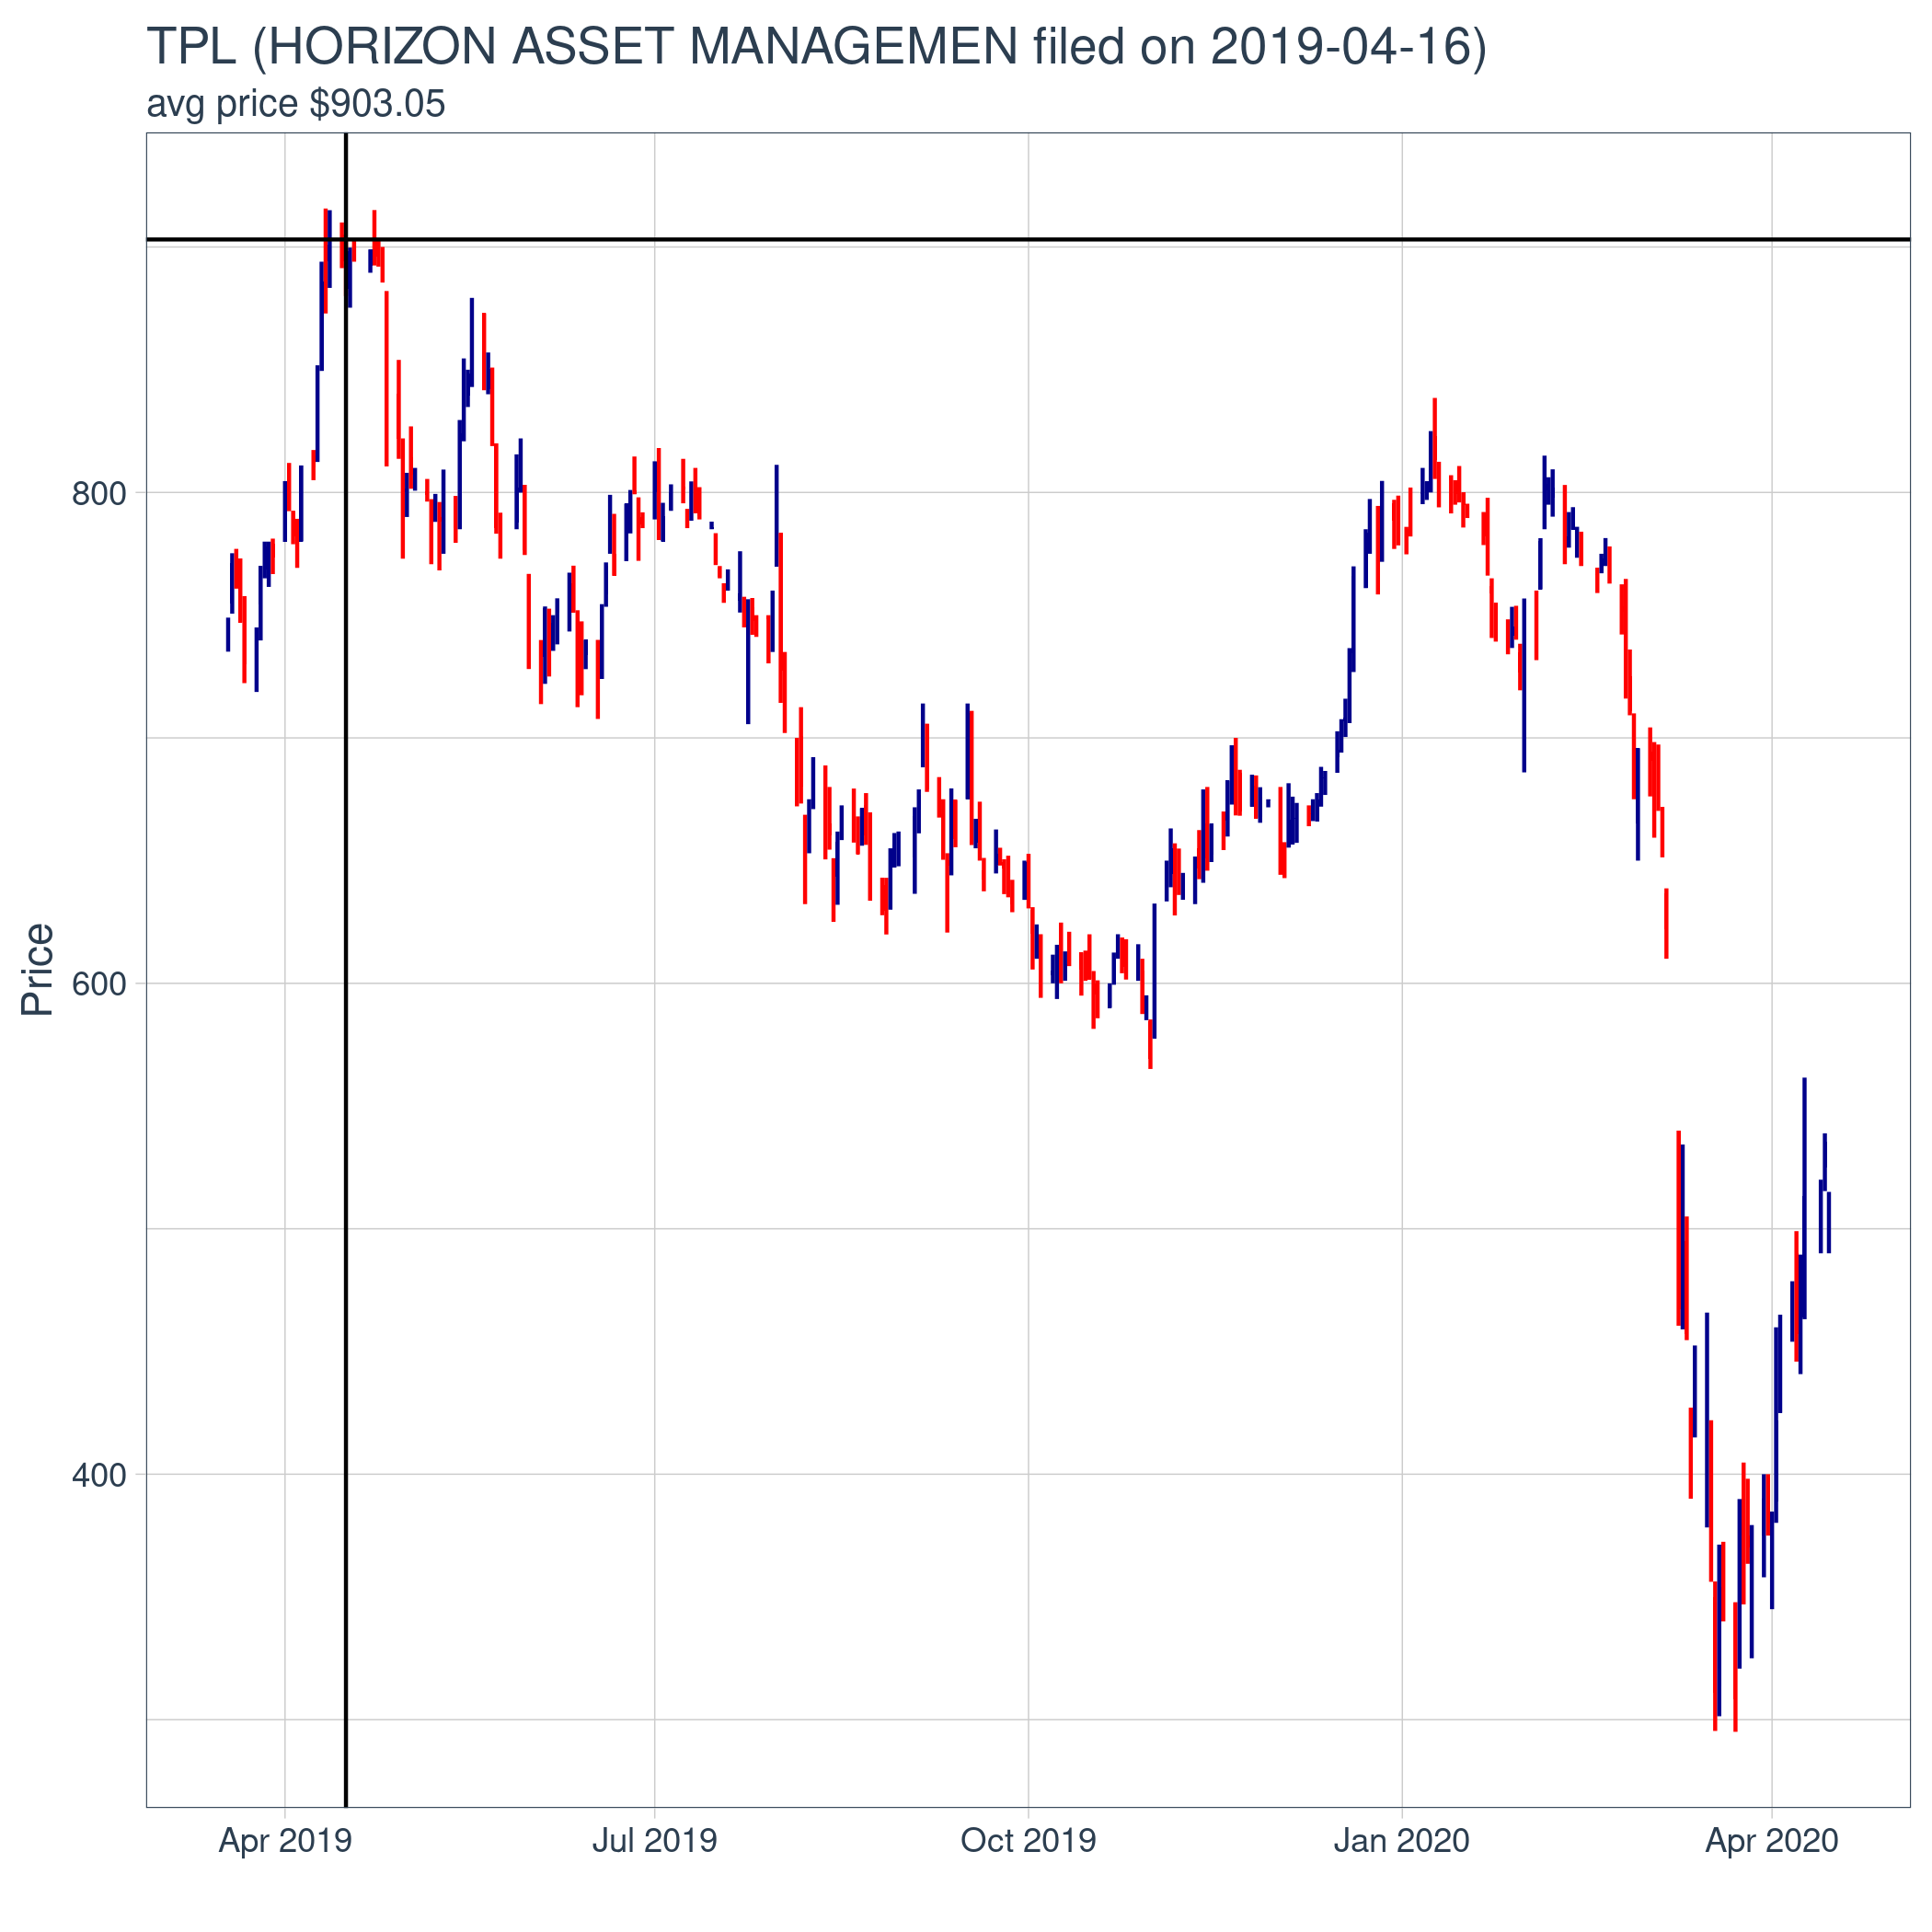 TPL (HORIZON ASSET MANAGEMEN filed on 2019-04-16)
avg price $903.05
Price
800
600
400
Apr 2019
Jul 2019
Oct 2019
Jan 2020
Apr 2020